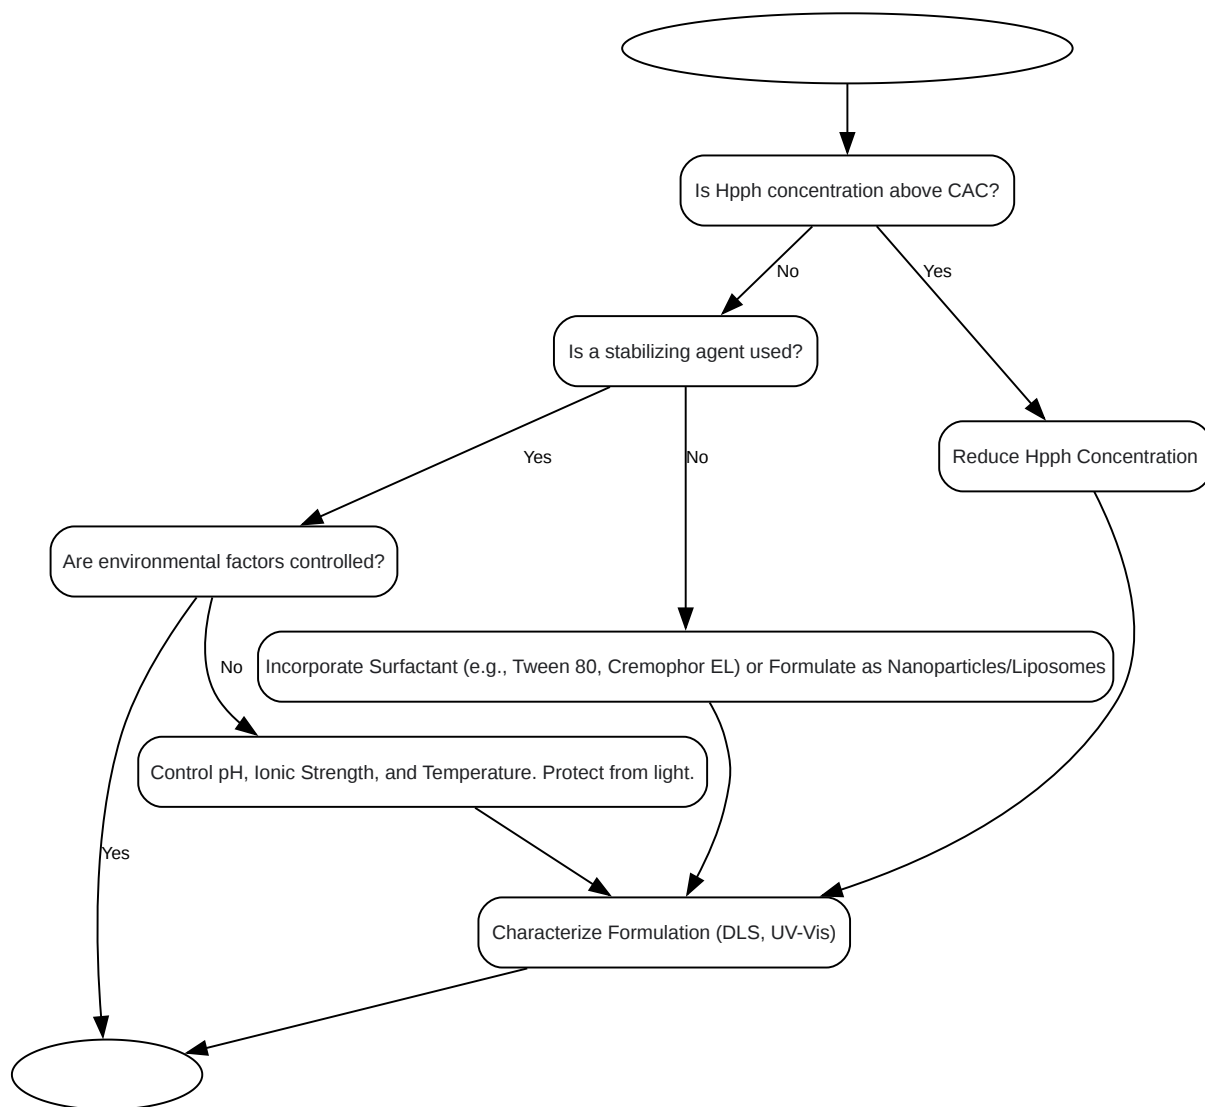 Is Hpph concentration above CAC?
No
Yes
Is a stabilizing agent used?
Yes
No
Reduce Hpph Concentration
Are environmental factors controlled?
No
Incorporate Surfactant (e.g., Tween 80, Cremophor EL) or Formulate as Nanoparticles/Liposomes
Control pH, Ionic Strength, and Temperature. Protect from light.
Yes
Characterize Formulation (DLS, UV-Vis)